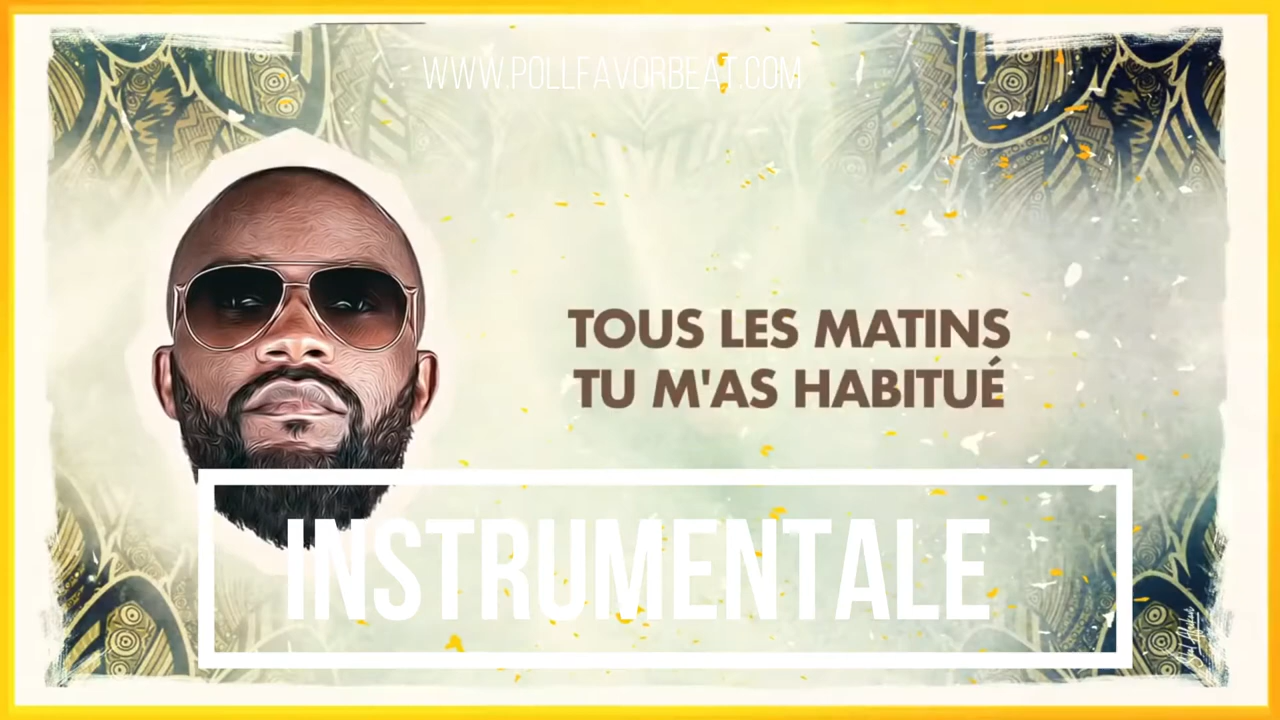 WWW.POLLFAVORBEAT.COM
TOUS LES MATINS
TU M'AS HABITUÉ
INSTRUMENTALE